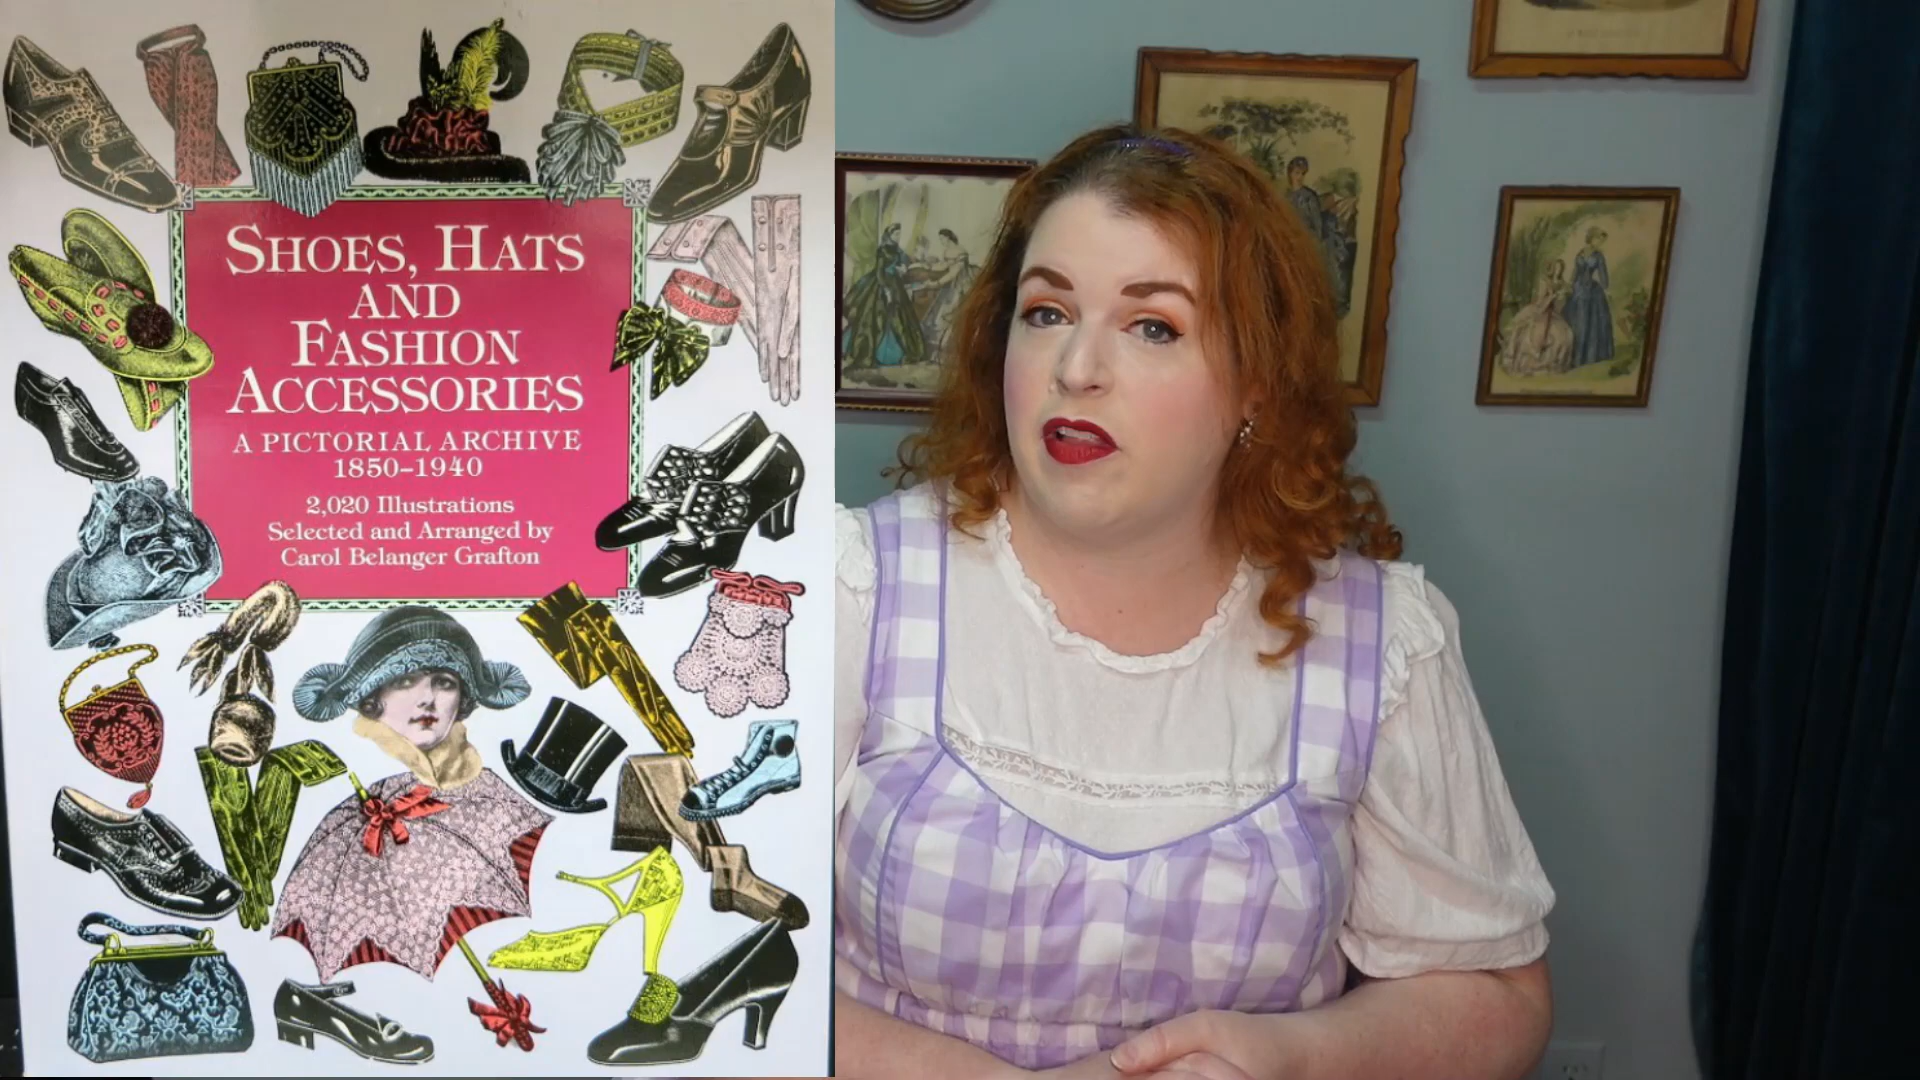 SHOES, HATS
AND
FASHION
ACCESSORIES
A PICTORIAL ARCHIVE
1850–1940
2,020 Illustrations
Selected and Arranged by
Carol Belanger Grafton